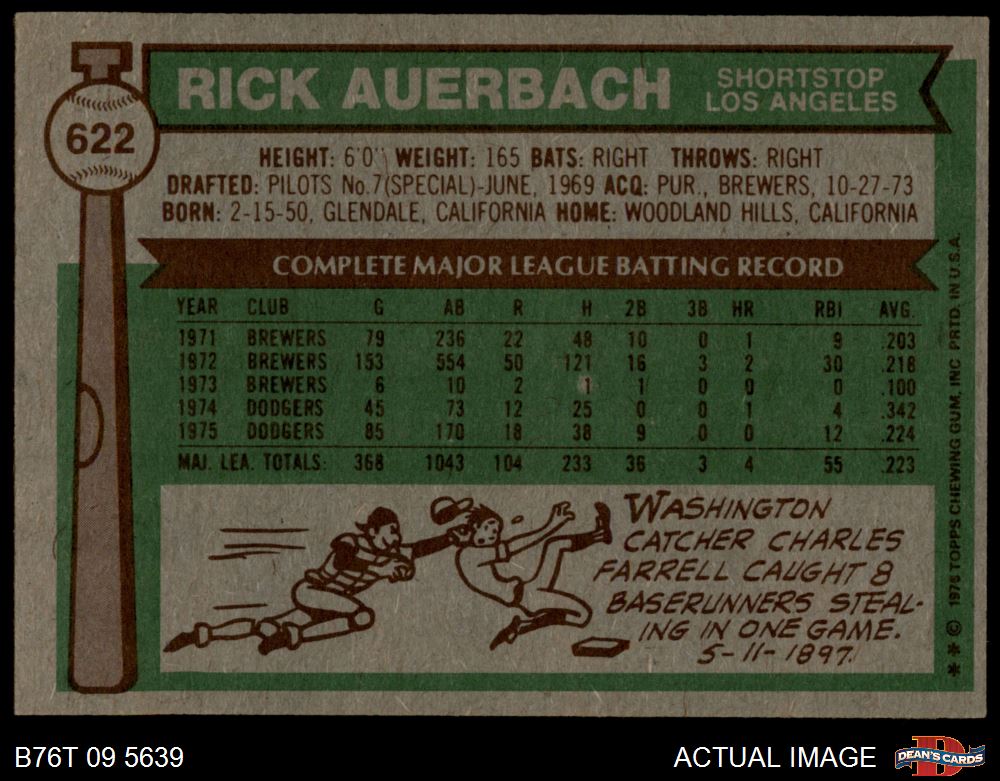 RICK AUERBACH
SHORTSTOP
LOS ANGELES
622
HEIGHT: 6'0" WEIGHT: 165 BATS: RIGHT THROWS: RIGHT
DRAFTED: PILOTS No.7(SPECIAL)-JUNE, 1969 ACQ: PUR., BREWERS, 10-27-73
BORN: 2-15-50, GLENDALE, CALIFORNIA HOME: WOODLAND HILLS, CALIFORNIA
COMPLETE MAJOR LEAGUE BATTING RECORD
YEAR CLUB G AB R H 2B 3B HR RBI AVG.
1971 BREWERS 79 236 22 48 10 0 1 9 .203
1972 BREWERS 153 554 50 121 16 3 2 30 .218
1973 BREWERS 6 10 2 1 1 0 0 0 .100
1974 DODGERS 45 73 12 25 0 0 1 4 .342
1975 DODGERS 85 170 18 38 9 0 0 12 .224
MAJ. LEA. TOTALS: 368 1043 104 233 36 3 4 55 .223
WASHINGTON
CATCHER CHARLES
FARRELL CAUGHT 8
BASERUNNERS STEAL-
ING IN ONE GAME.
5-11-1897.
** © 1976 TOPPS CHEWING GUM, INC PRTD. IN U.S.A.
B76T 09 5639
ACTUAL IMAGE
D
DEAN'S CARDS